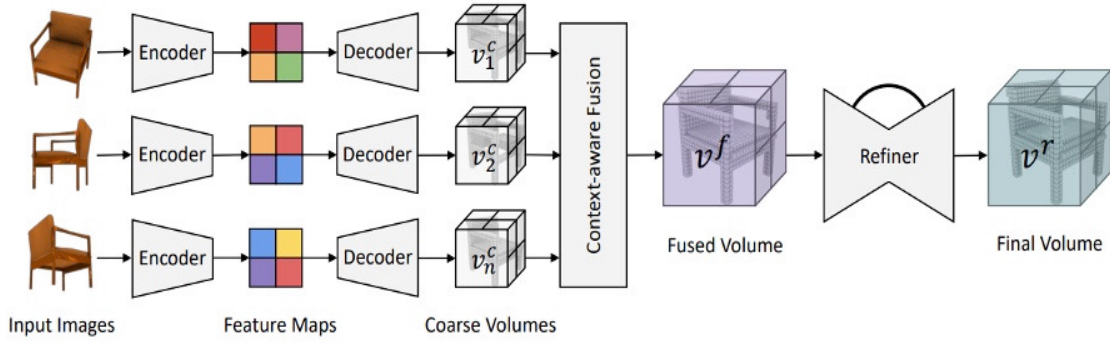 Encoder
Decoder
v_1^c
Encoder
Decoder
v_2^c
Encoder
Decoder
v_n^c
Context-aware Fusion
v^f
Refiner
v^r
Fused Volume
Final Volume
Input Images
Feature Maps
Coarse Volumes